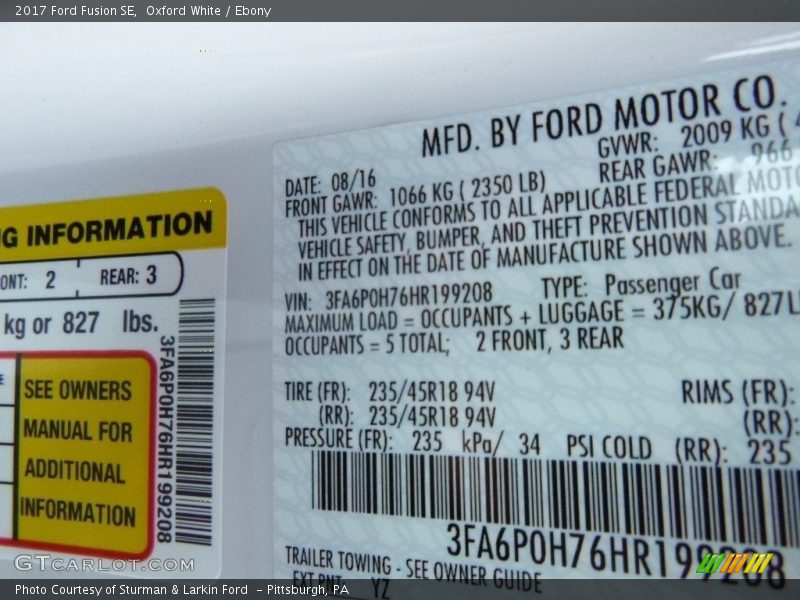 2017 Ford Fusion SE, Oxford White / Ebony
MFD. BY FORD MOTOR CO.
DATE: 08/16 GVWR: 2009 KG (
FRONT GAWR: 1066 KG ( 2350 LB) REAR GAWR: 966
THIS VEHICLE CONFORMS TO ALL APPLICABLE FEDERAL MOTO
VEHICLE SAFETY, BUMPER, AND THEFT PREVENTION STANDA
IN EFFECT ON THE DATE OF MANUFACTURE SHOWN ABOVE.
VIN: 3FA6P0H76HR199208 TYPE: Passenger Car
MAXIMUM LOAD = OCCUPANTS + LUGGAGE = 375KG/ 827L
OCCUPANTS = 5 TOTAL; 2 FRONT, 3 REAR
TIRE (FR): 235/45R18 94V RIMS (FR):
(RR): 235/45R18 94V (RR):
PRESSURE (FR): 235 kPa/ 34 PSI COLD (RR): 235
3FA6P0H76HR199208
TRAILER TOWING - SEE OWNER GUIDE
EXT PNT: YZ
NG INFORMATION
ONT: 2 REAR: 3
kg or 827 lbs.
SEE OWNERS
MANUAL FOR
ADDITIONAL
INFORMATION
3FA6P0H76HR199208
GTcarlot.com
Photo Courtesy of Sturman & Larkin Ford - Pittsburgh, PA